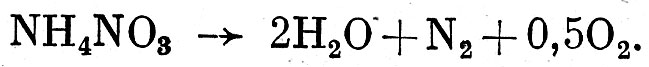 NH₄NO₃ → 2H₂O + N₂ + 0,5O₂.